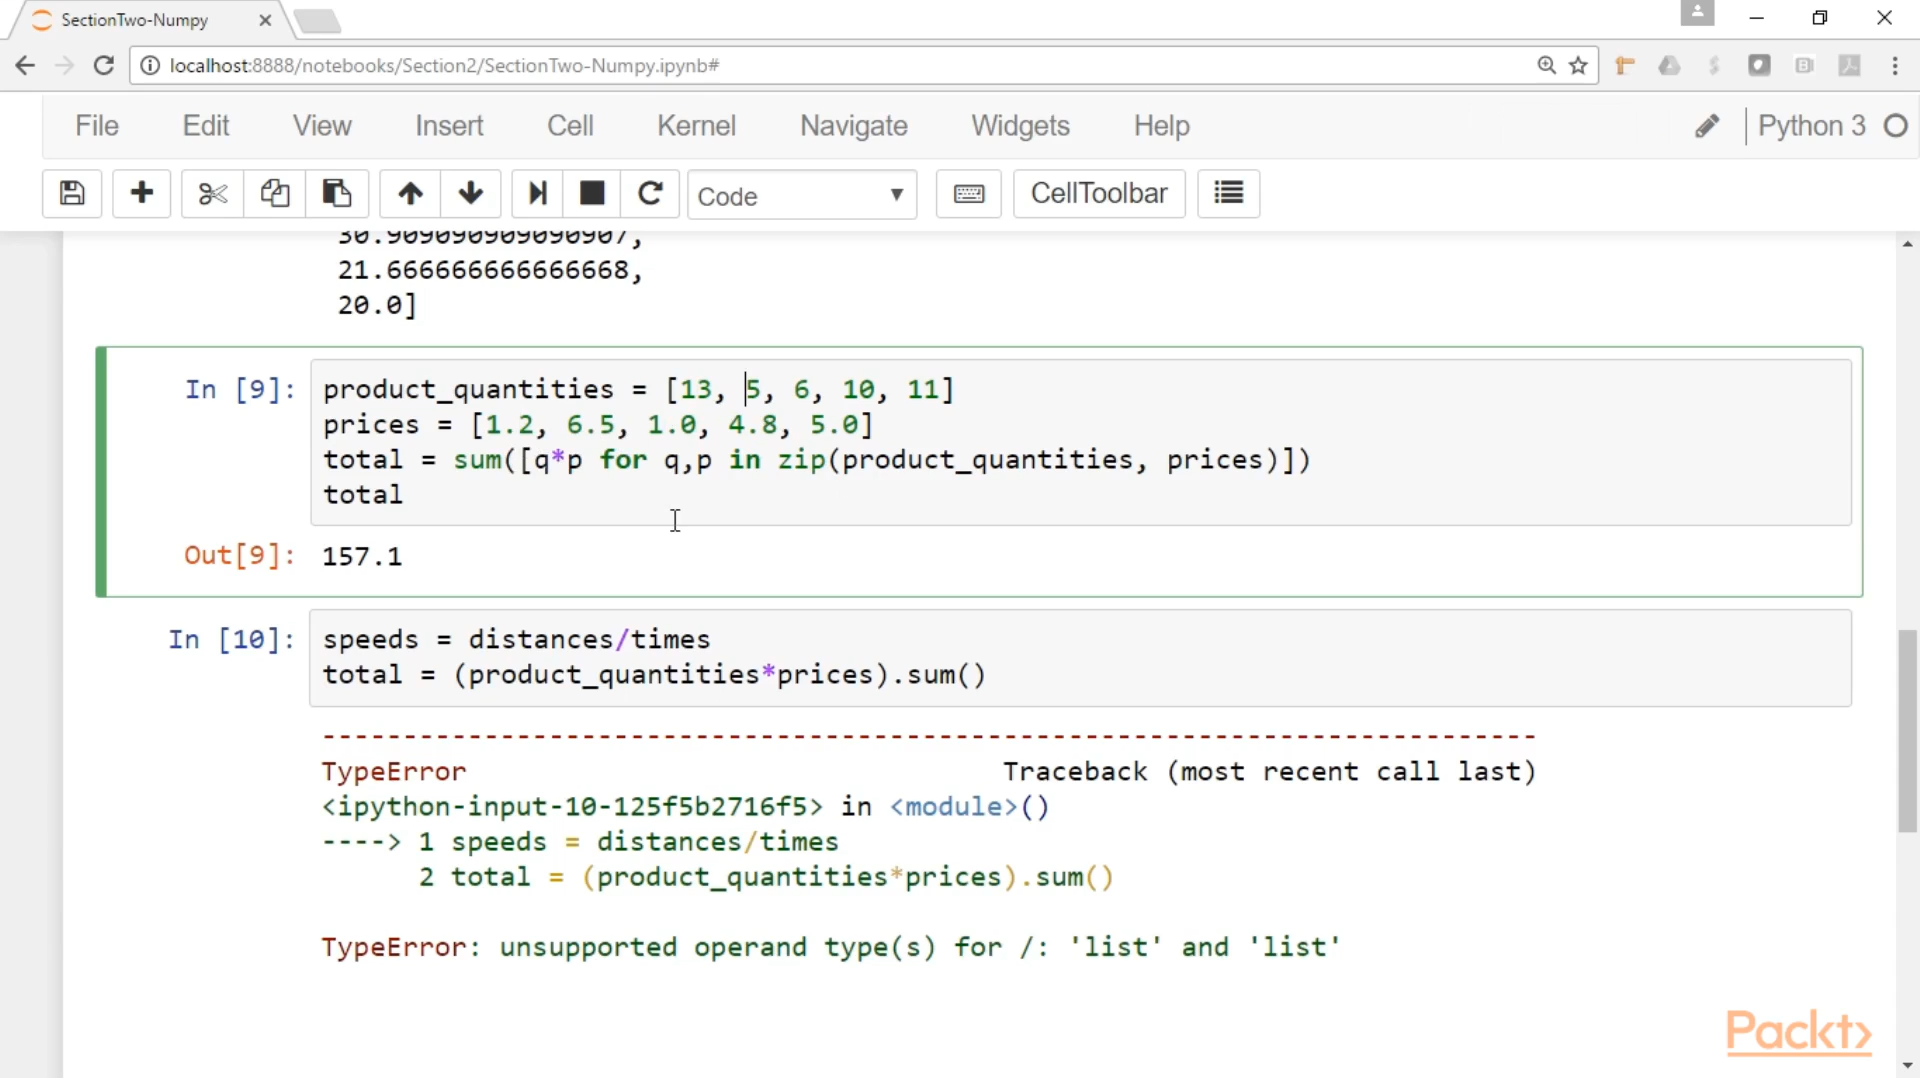 SectionTwo-Numpy
localhost:8888/notebooks/Section2/SectionTwo-Numpy.ipynb#
File Edit View Insert Cell Kernel Navigate Widgets Help Python 3
Code CellToolbar
30.909090909090907,
21.666666666666668,
20.0]
In [9]: product_quantities = [13, 5, 6, 10, 11]
prices = [1.2, 6.5, 1.0, 4.8, 5.0]
total = sum([q*p for q,p in zip(product_quantities, prices)])
total
Out[9]: 157.1
In [10]: speeds = distances/times
total = (product_quantities*prices).sum()
---------------------------------------------------------------------------
TypeError Traceback (most recent call last)
<ipython-input-10-125f5b2716f5> in <module>()
----> 1 speeds = distances/times
2 total = (product_quantities*prices).sum()
TypeError: unsupported operand type(s) for /: 'list' and 'list'
Packt>